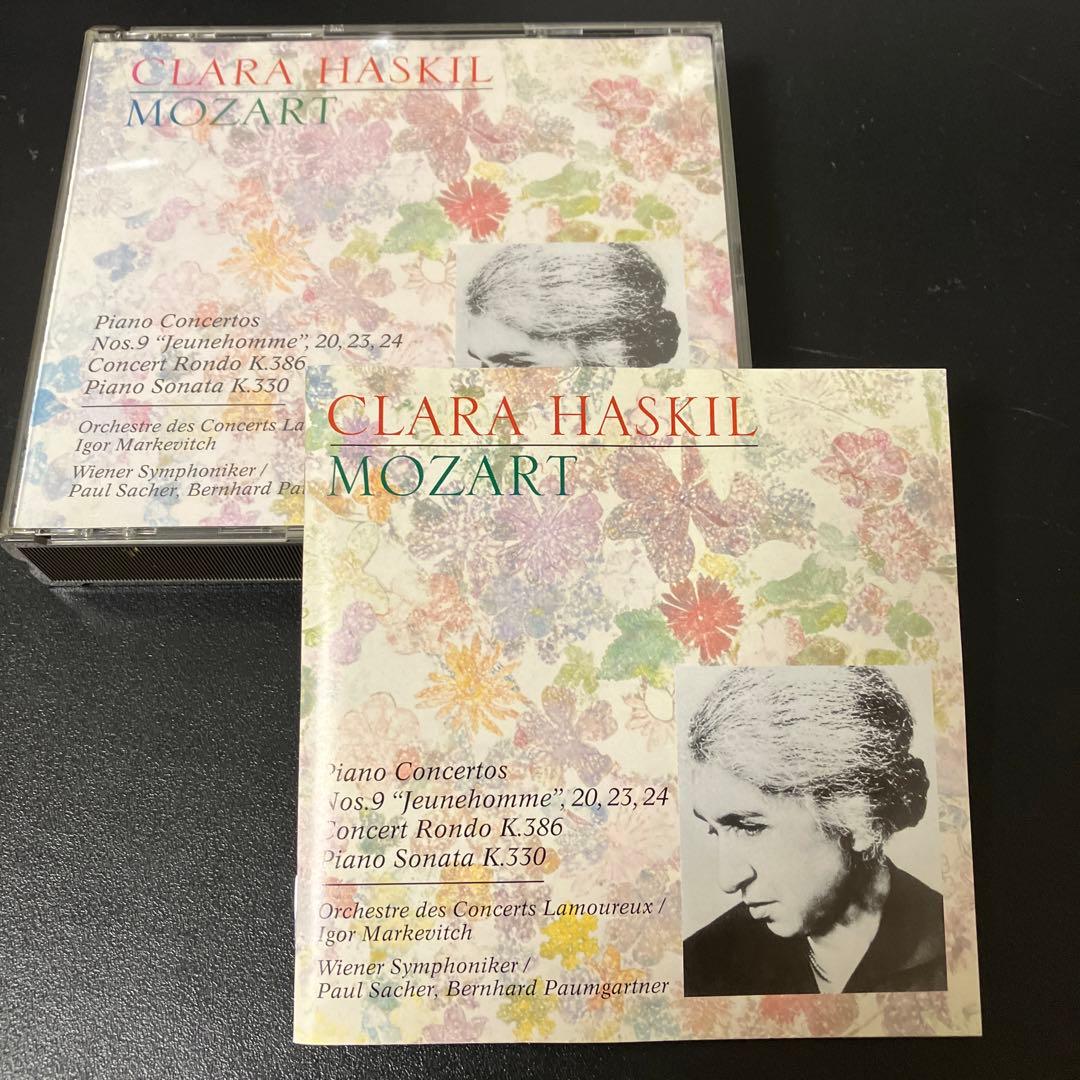 CLARA HASKIL
MOZART
Piano Concertos
Nos.9 “Jeunehomme”, 20, 23, 24
Concert Rondo K.386
Piano Sonata K.330
Orchestre des Concerts La
Igor Markevitch
Wiener Symphoniker /
Paul Sacher, Bernhard Pa
CLARA HASKIL
MOZART
Piano Concertos
Nos.9 “Jeunehomme”, 20, 23, 24
Concert Rondo K.386
Piano Sonata K.330
Orchestre des Concerts Lamoureux /
Igor Markevitch
Wiener Symphoniker /
Paul Sacher, Bernhard Paumgartner